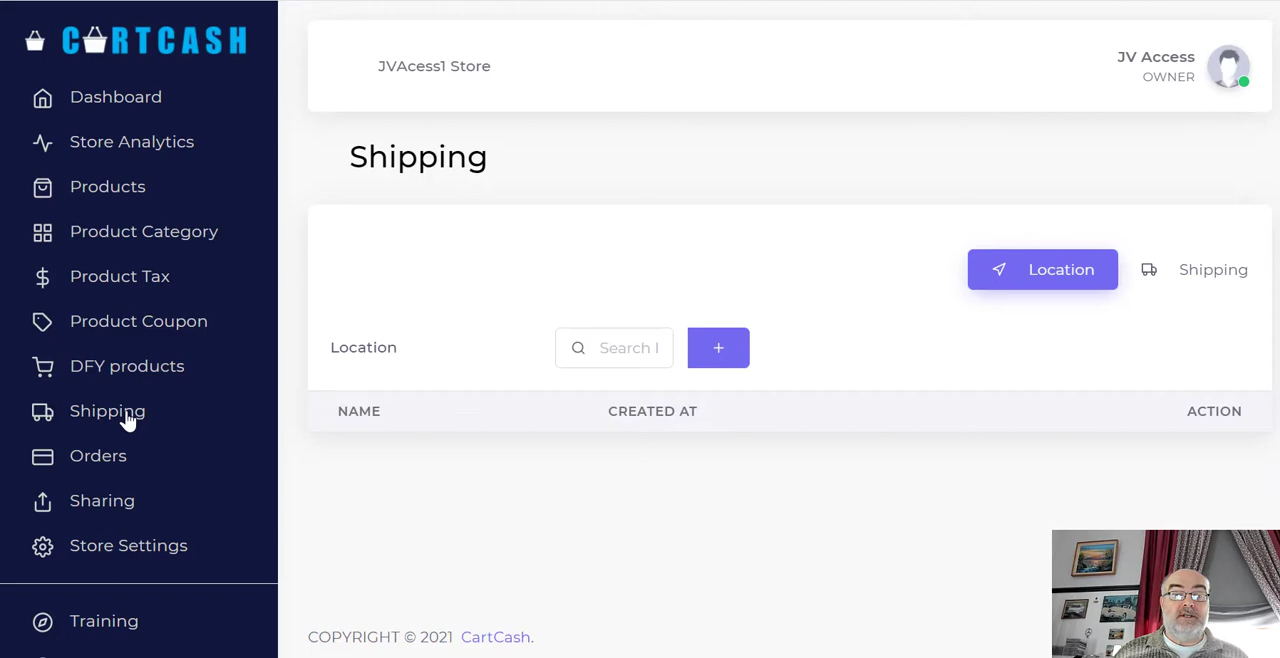 CARTCASH
Dashboard
Store Analytics
Products
Product Category
Product Tax
Product Coupon
DFY products
Shipping
Orders
Sharing
Store Settings
Training
JVAcess1 Store
JV Access
OWNER
Shipping
Location
Shipping
Location
Search l
+
NAME CREATED AT ACTION
COPYRIGHT © 2021 CartCash.